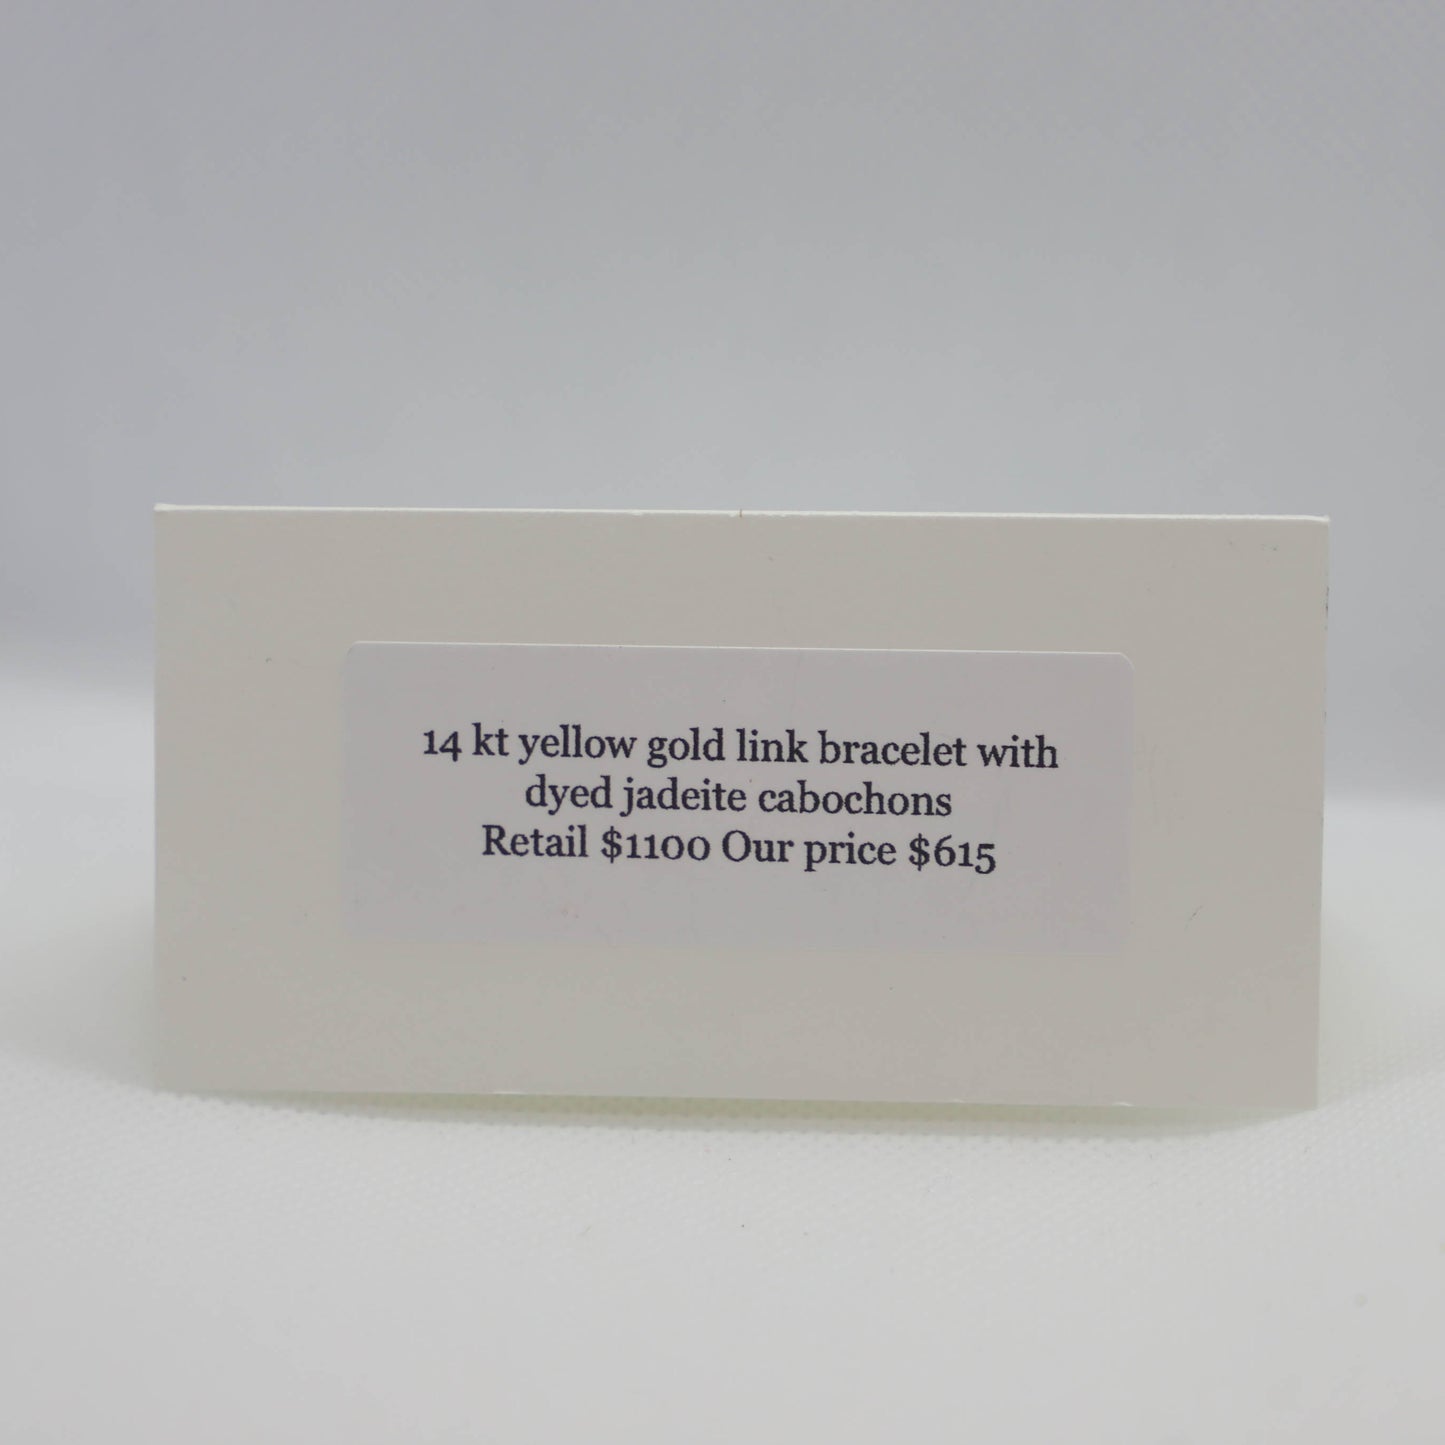 14 kt yellow gold link bracelet with
dyed jadeite cabochons
Retail $1100 Our price $615